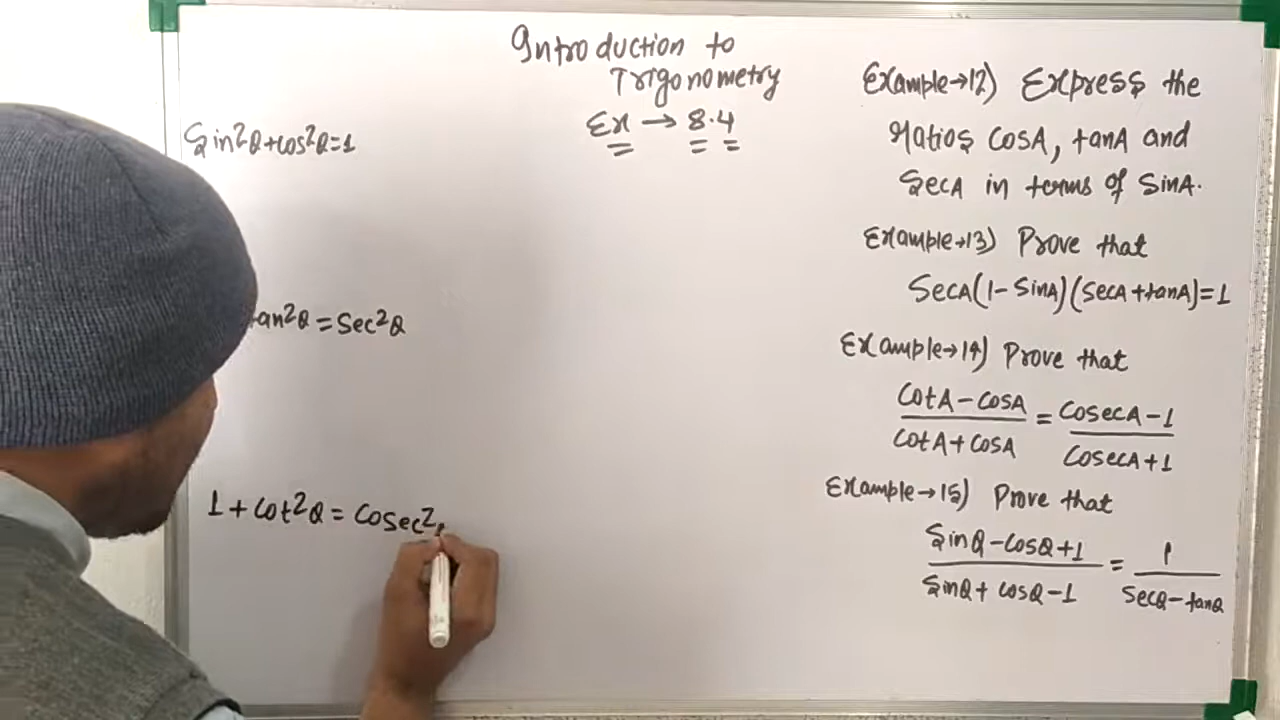 Introduction to
Trigonometry
Ex → 8.4
Sin²θ+cos²θ=1
tan²θ = Sec²θ
1 + Cot²θ = Cosec²
Example→12) Express the
ratios CosA, tanA and
SecA in terms of SinA.
Example→13) Prove that
SecA(1-SinA)(SecA+tanA)=1
Example→14) Prove that
CotA-CosA / CotA+CosA = CosecA-1 / CosecA+1
Example→15) Prove that
Sinθ-Cosθ+1 / Sinθ+Cosθ-1 = 1 / Secθ-tanθ